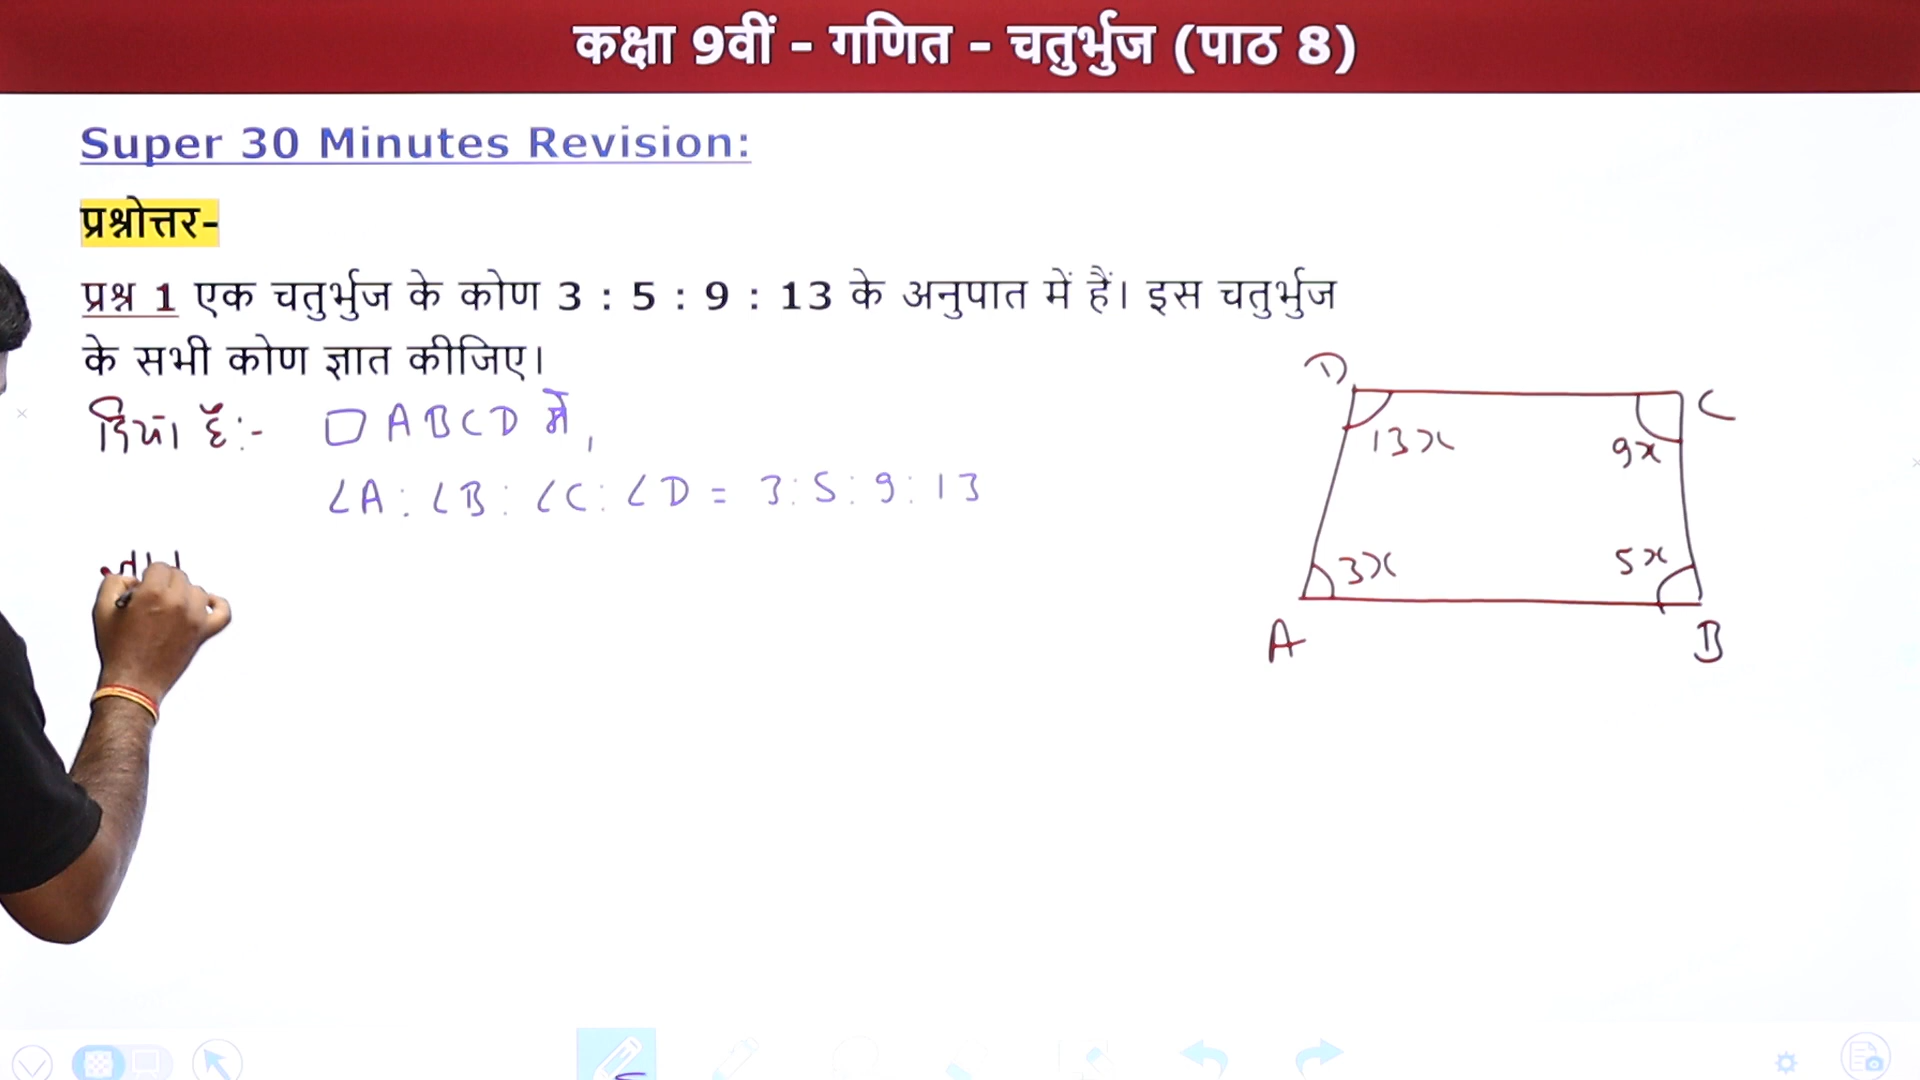 कक्षा 9वीं - गणित - चतुर्भुज (पाठ 8)
Super 30 Minutes Revision:
प्रश्नोत्तर-
प्रश्न 1 एक चतुर्भुज के कोण 3 : 5 : 9 : 13 के अनुपात में हैं। इस चतुर्भुज
के सभी कोण ज्ञात कीजिए।
दिया है:- □ ABCD में,
∠A : ∠B : ∠C : ∠D = 3 : 5 : 9 : 13
D
C
13x
9x
3x
5x
A
B